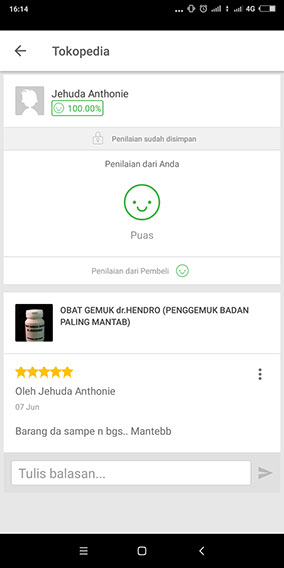 16:14
4G
Tokopedia
Jehuda Anthonie
100.00%
Penilaian sudah disimpan
Penilaian dari Anda
Puas
Penilaian dari Pembeli
OBAT GEMUK dr.HENDRO (PENGGEMUK BADAN
PALING MANTAB)
Oleh Jehuda Anthonie
07 Jun
Barang da sampe n bgs.. Mantebb
Tulis balasan...